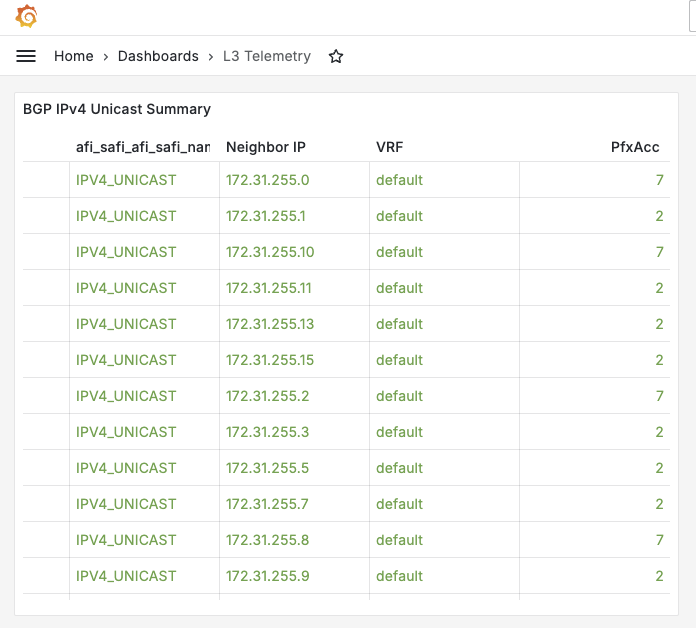 Home › Dashboards › L3 Telemetry
BGP IPv4 Unicast Summary
afi_safi_afi_safi_nan Neighbor IP VRF PfxAcc
IPV4_UNICAST 172.31.255.0 default 7
IPV4_UNICAST 172.31.255.1 default 2
IPV4_UNICAST 172.31.255.10 default 7
IPV4_UNICAST 172.31.255.11 default 2
IPV4_UNICAST 172.31.255.13 default 2
IPV4_UNICAST 172.31.255.15 default 2
IPV4_UNICAST 172.31.255.2 default 7
IPV4_UNICAST 172.31.255.3 default 2
IPV4_UNICAST 172.31.255.5 default 2
IPV4_UNICAST 172.31.255.7 default 2
IPV4_UNICAST 172.31.255.8 default 7
IPV4_UNICAST 172.31.255.9 default 2